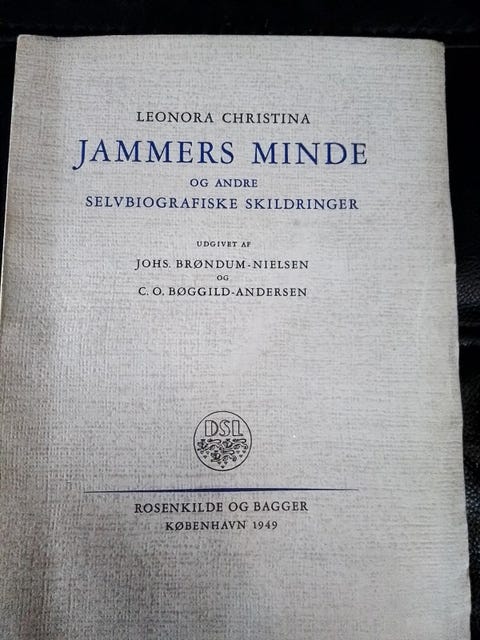 LEONORA CHRISTINA
JAMMERS MINDE
OG ANDRE
SELVBIOGRAFISKE SKILDRINGER
UDGIVET AF
JOHS. BRØNDUM-NIELSEN
OG
C. O. BØGGILD-ANDERSEN
DSL
ROSENKILDE OG BAGGER
KØBENHAVN 1949